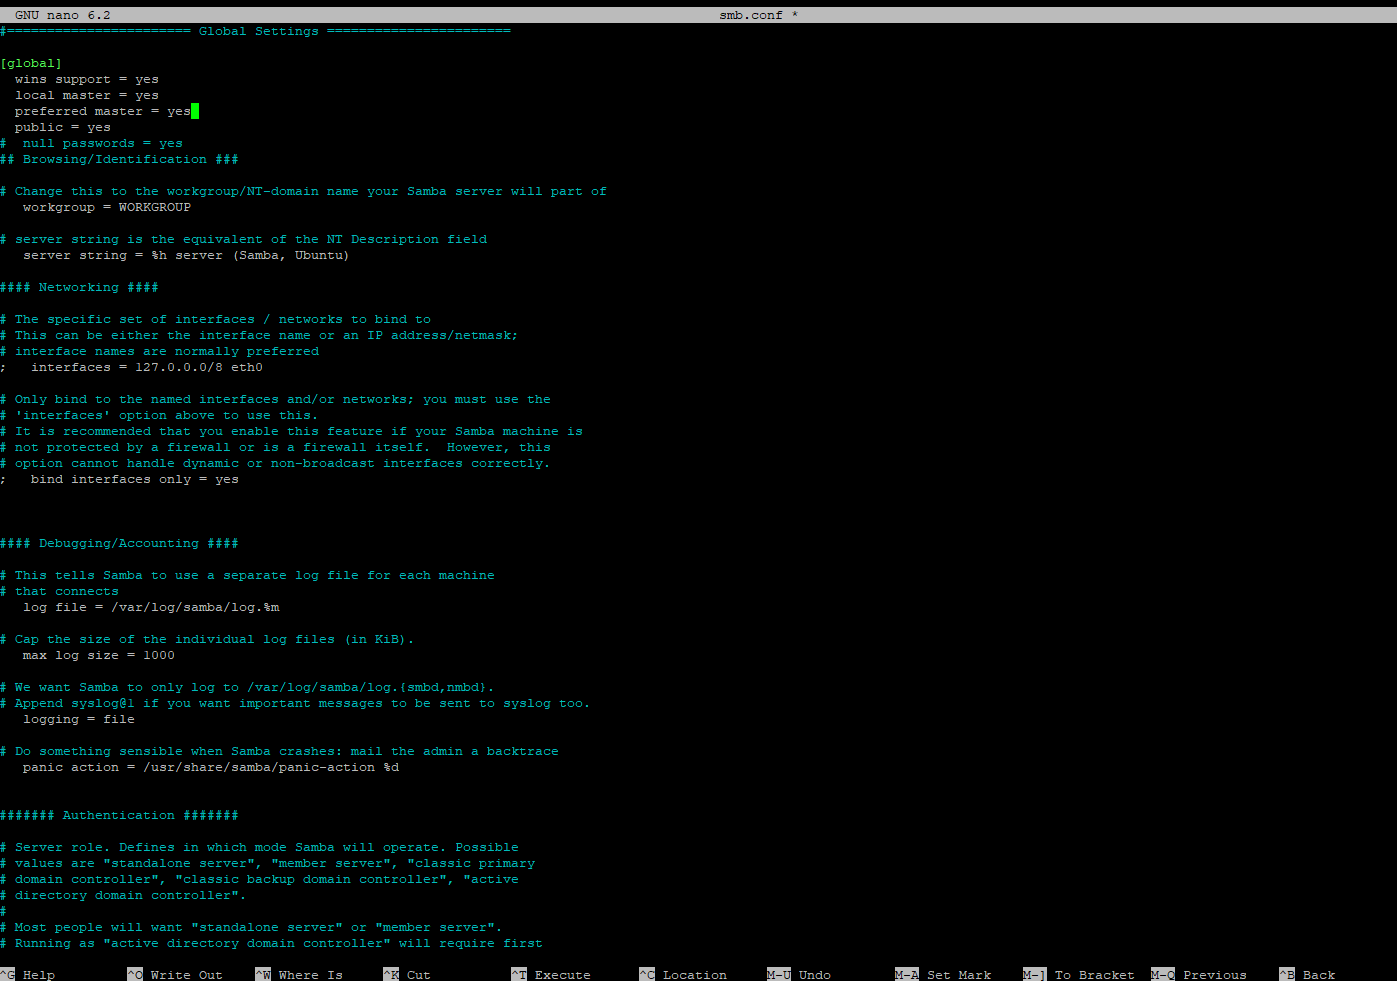 GNU nano 6.2 smb.conf *
#======================= Global Settings =======================
[global]
wins support = yes
local master = yes
preferred master = yes
public = yes
#  null passwords = yes
## Browsing/Identification ###
# Change this to the workgroup/NT-domain name your Samba server will part of
workgroup = WORKGROUP
# server string is the equivalent of the NT Description field
server string = %h server (Samba, Ubuntu)
#### Networking ####
# The specific set of interfaces / networks to bind to
# This can be either the interface name or an IP address/netmask;
# interface names are normally preferred
;   interfaces = 127.0.0.0/8 eth0
# Only bind to the named interfaces and/or networks; you must use the
# 'interfaces' option above to use this.
# It is recommended that you enable this feature if your Samba machine is
# not protected by a firewall or is a firewall itself.  However, this
# option cannot handle dynamic or non-broadcast interfaces correctly.
;   bind interfaces only = yes
#### Debugging/Accounting ####
# This tells Samba to use a separate log file for each machine
# that connects
log file = /var/log/samba/log.%m
# Cap the size of the individual log files (in KiB).
max log size = 1000
# We want Samba to only log to /var/log/samba/log.{smbd,nmbd}.
# Append syslog@1 if you want important messages to be sent to syslog too.
logging = file
# Do something sensible when Samba crashes: mail the admin a backtrace
panic action = /usr/share/samba/panic-action %d
####### Authentication #######
# Server role. Defines in which mode Samba will operate. Possible
# values are "standalone server", "member server", "classic primary
# domain controller", "classic backup domain controller", "active
# directory domain controller".
#
# Most people will want "standalone server" or "member server".
# Running as "active directory domain controller" will require first
^G Help ^O Write Out ^W Where Is ^K Cut ^T Execute ^C Location M-U Undo M-A Set Mark M-] To Bracket M-Q Previous ^B Back